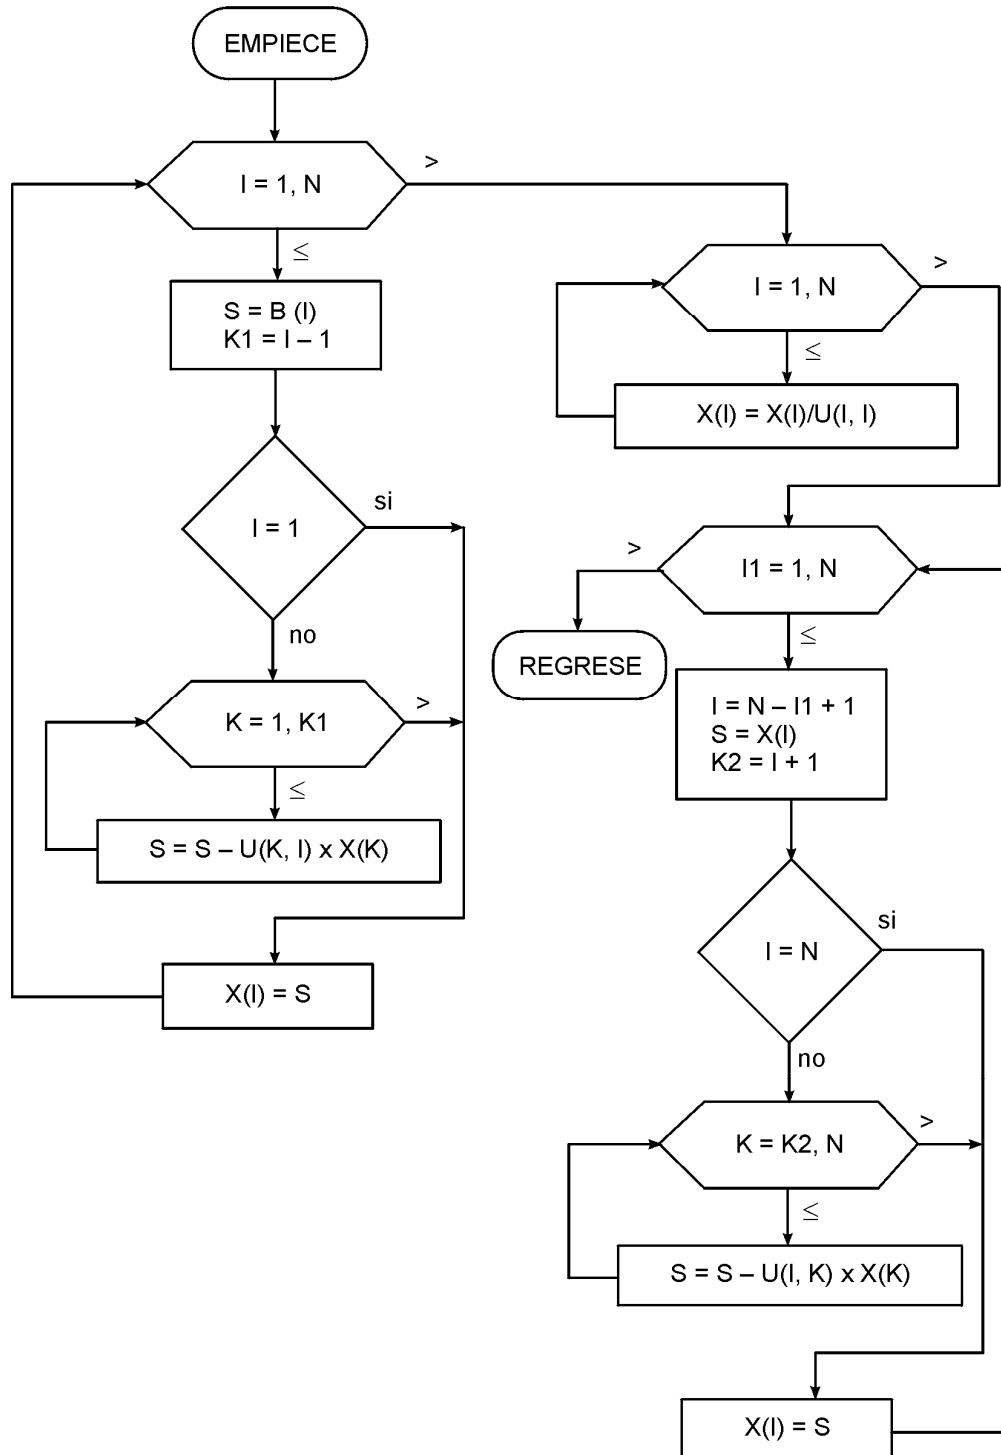 EMPIECE
I = 1, N
>
≤
S = B (I)
K1 = I – 1
I = 1
si
no
K = 1, K1
>
≤
S = S – U(K, I) x X(K)
X(I) = S
I = 1, N
>
≤
X(I) = X(I)/U(I, I)
I1 = 1, N
>
≤
REGRESE
I = N – I1 + 1
S = X(I)
K2 = I + 1
I = N
si
no
K = K2, N
>
≤
S = S – U(I, K) x X(K)
X(I) = S